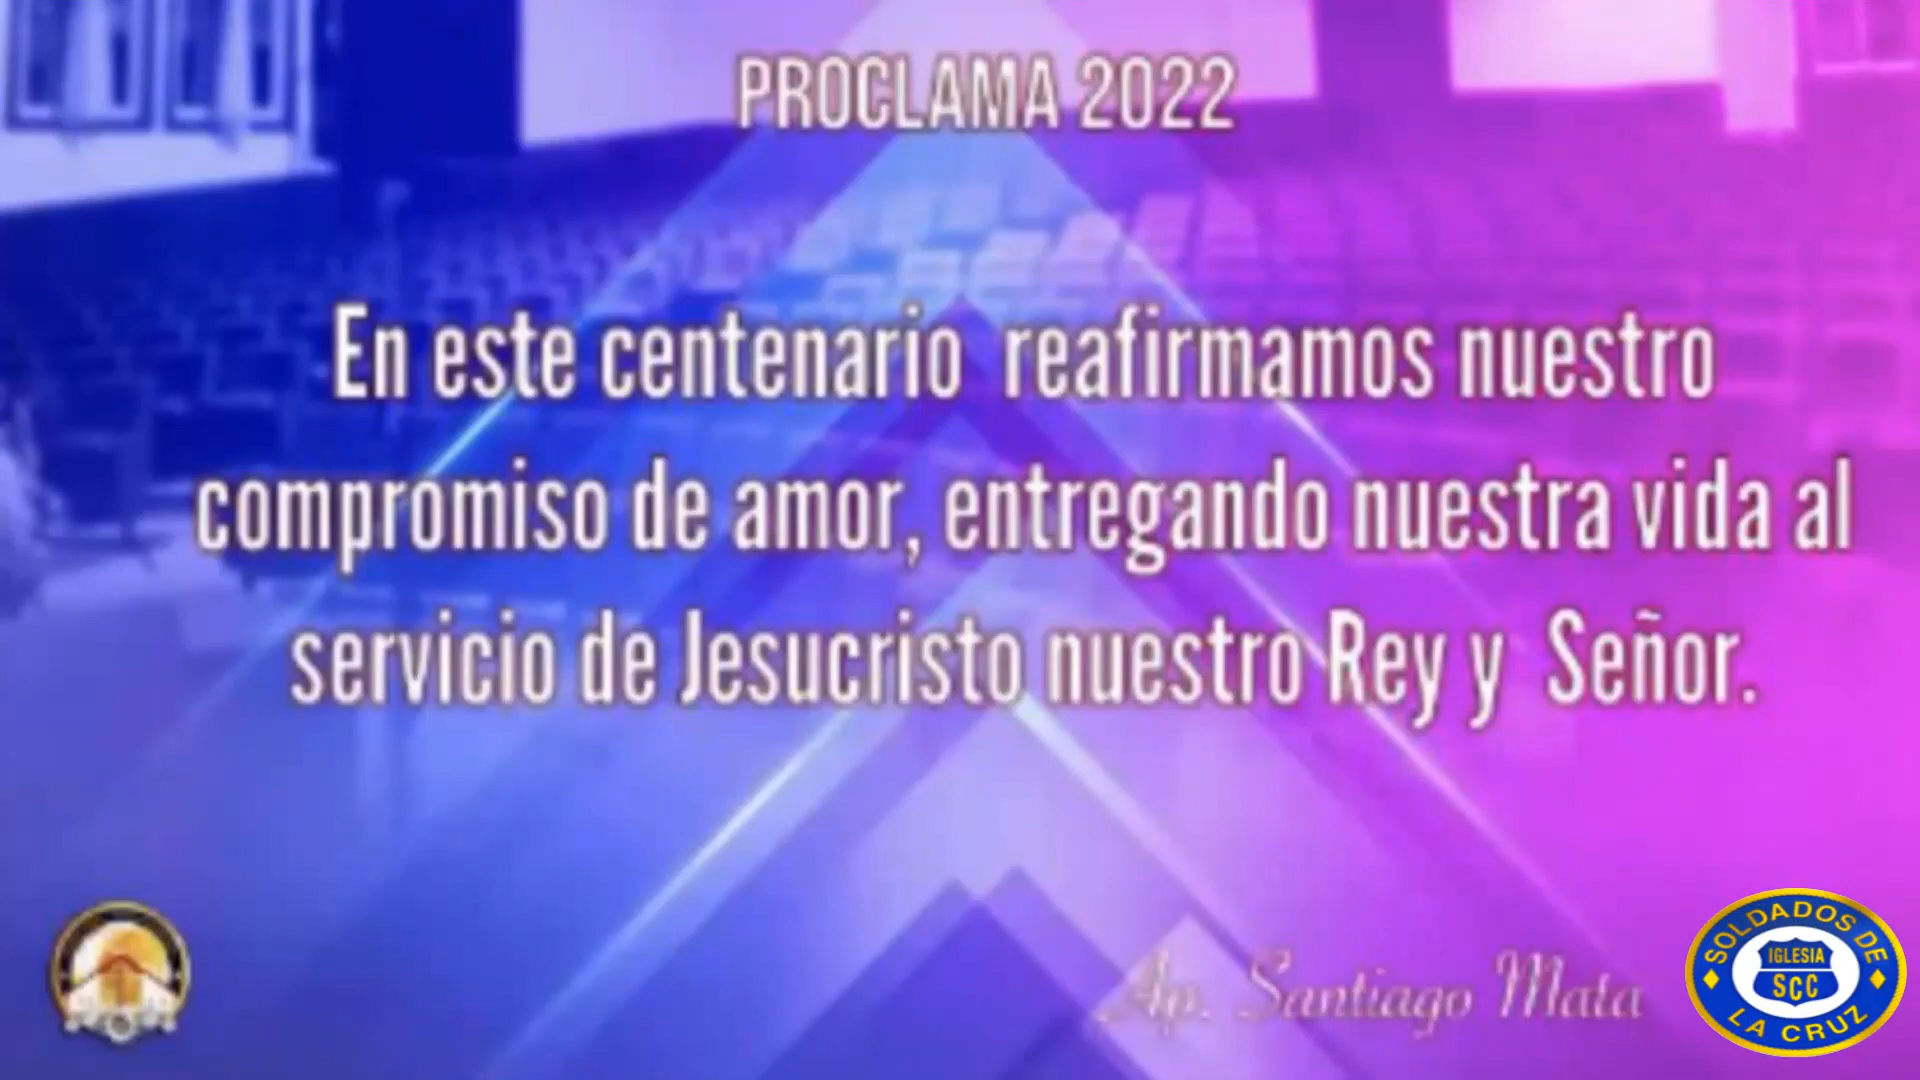 PROCLAMA 2022
En este centenario reafirmamos nuestro
compromiso de amor, entregando nuestra vida al
servicio de Jesucristo nuestro Rey y Señor.
Ap. Santiago Mata
SOLDADOS DE
IGLESIA
SCC
LA CRUZ